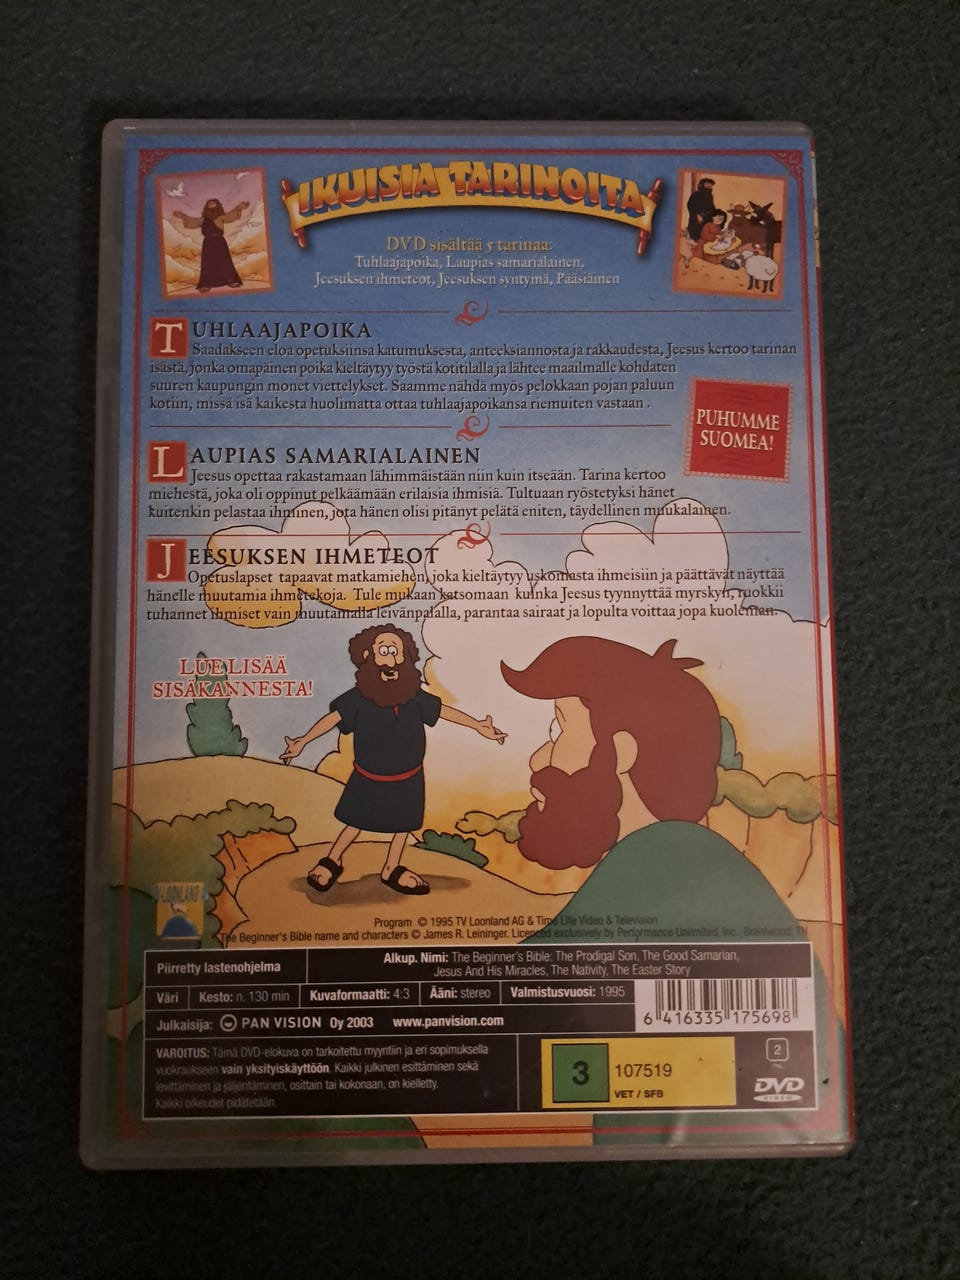 IKUISIA TARINOITA
DVD sisältää 5 tarinaa:
Tuhlaajapoika, Laupias samarialainen,
Jeesuksen ihmeteot, Jeesuksen syntymä, Pääsiäinen
TUHLAAJAPOIKA
Saadakseen eloa opetuksiinsa katumuksesta, anteeksiannosta ja rakkaudesta, Jeesus kertoo tarinan
isästä, jonka omapäinen poika kieltäytyy työstä kotitilalla ja lähtee maailmalle kohdaten
suuren kaupungin monet viettelykset. Saamme nähdä myös pelokkaan pojan paluun
kotiin, missä isä kaikesta huolimatta ottaa tuhlaajapoikansa riemuiten vastaan .
PUHUMME
SUOMEA!
LAUPIAS SAMARIALAINEN
Jeesus opettaa rakastamaan lähimmäistään niin kuin itseään. Tarina kertoo
miehestä, joka oli oppinut pelkäämään erilaisia ihmisiä. Tultuaan ryöstetyksi hänet
kuitenkin pelastaa ihminen, jota hänen olisi pitänyt pelätä eniten, täydellinen muukalainen.
JEESUKSEN IHMETEOT
Opetuslapset tapaavat matkamiehen, joka kieltäytyy uskomasta ihmeisiin ja päättävät näyttää
hänelle muutamia ihmetekoja. Tule mukaan katsomaan kuinka Jeesus tyynnyttää myrskyn, ruokkii
tuhannet ihmiset vain muutamalla leivänpalalla, parantaa sairaat ja lopulta voittaa jopa kuoleman.
LUE LISÄÄ
SISÄKANNESTA!
Program © 1995 TV Loonland AG & Time Life Video & Television
The Beginner's Bible name and characters © James R. Leininger. Licenced exclusively by Performance Unlimited, Inc., Brentwood, TN.
Piirretty lastenohjelma
Alkup. Nimi: The Beginner's Bible: The Prodigal Son, The Good Samarian,
Jesus And His Miracles, The Nativity, The Easter Story
Väri Kesto: n. 130 min Kuvaformaatti: 4:3 Ääni: stereo Valmistusvuosi: 1995
Julkaisija: PAN VISION Oy 2003 www.panvision.com
6 416335 175698
VAROITUS: Tämä DVD-elokuva on tarkoitettu myyntiin ja eri sopimuksella
vuokraukseen vain yksityiskäyttöön. Kaikki julkinen esittäminen sekä
levittäminen ja jäljentäminen, osittain tai kokonaan, on kielletty.
Kaikki oikeudet pidätetään.
3
107519
VET / SFB
2
DVD
VIDEO